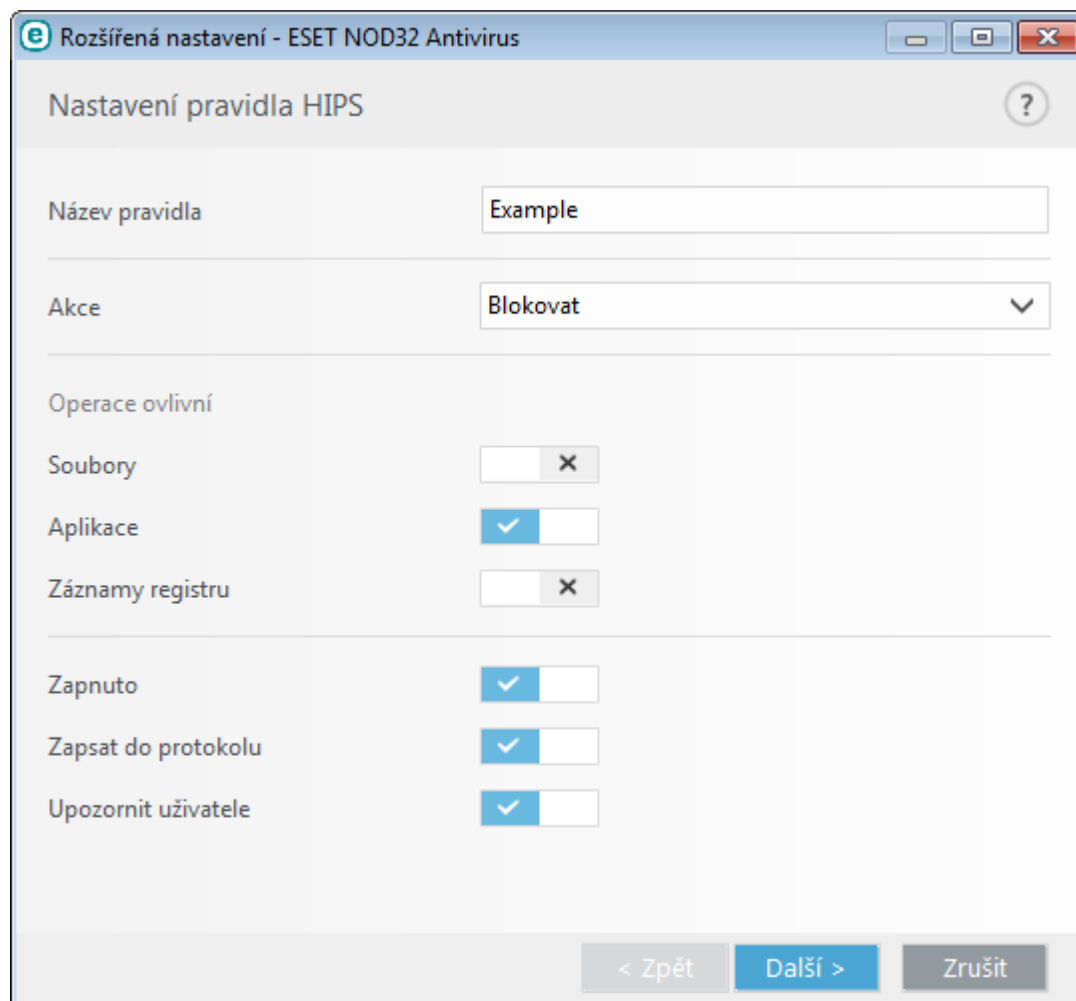 e Rozšířená nastavení - ESET NOD32 Antivirus
Nastavení pravidla HIPS ?
Název pravidla Example
Akce Blokovat
Operace ovlivní
Soubory
Aplikace
Záznamy registru
Zapnuto
Zapsat do protokolu
Upozornit uživatele
< Zpět Další > Zrušit